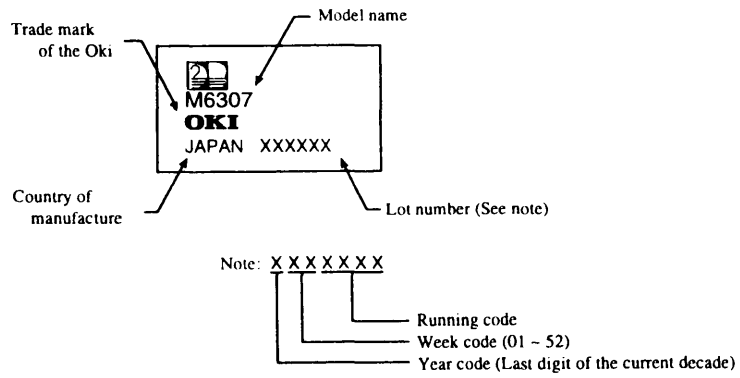 Model name
Trade mark
of the Oki
M6307
OKI
JAPAN XXXXXX
Country of
manufacture
Lot number (See note)
Note: X X X X X X X
Running code
Week code (01 ~ 52)
Year code (Last digit of the current decade)